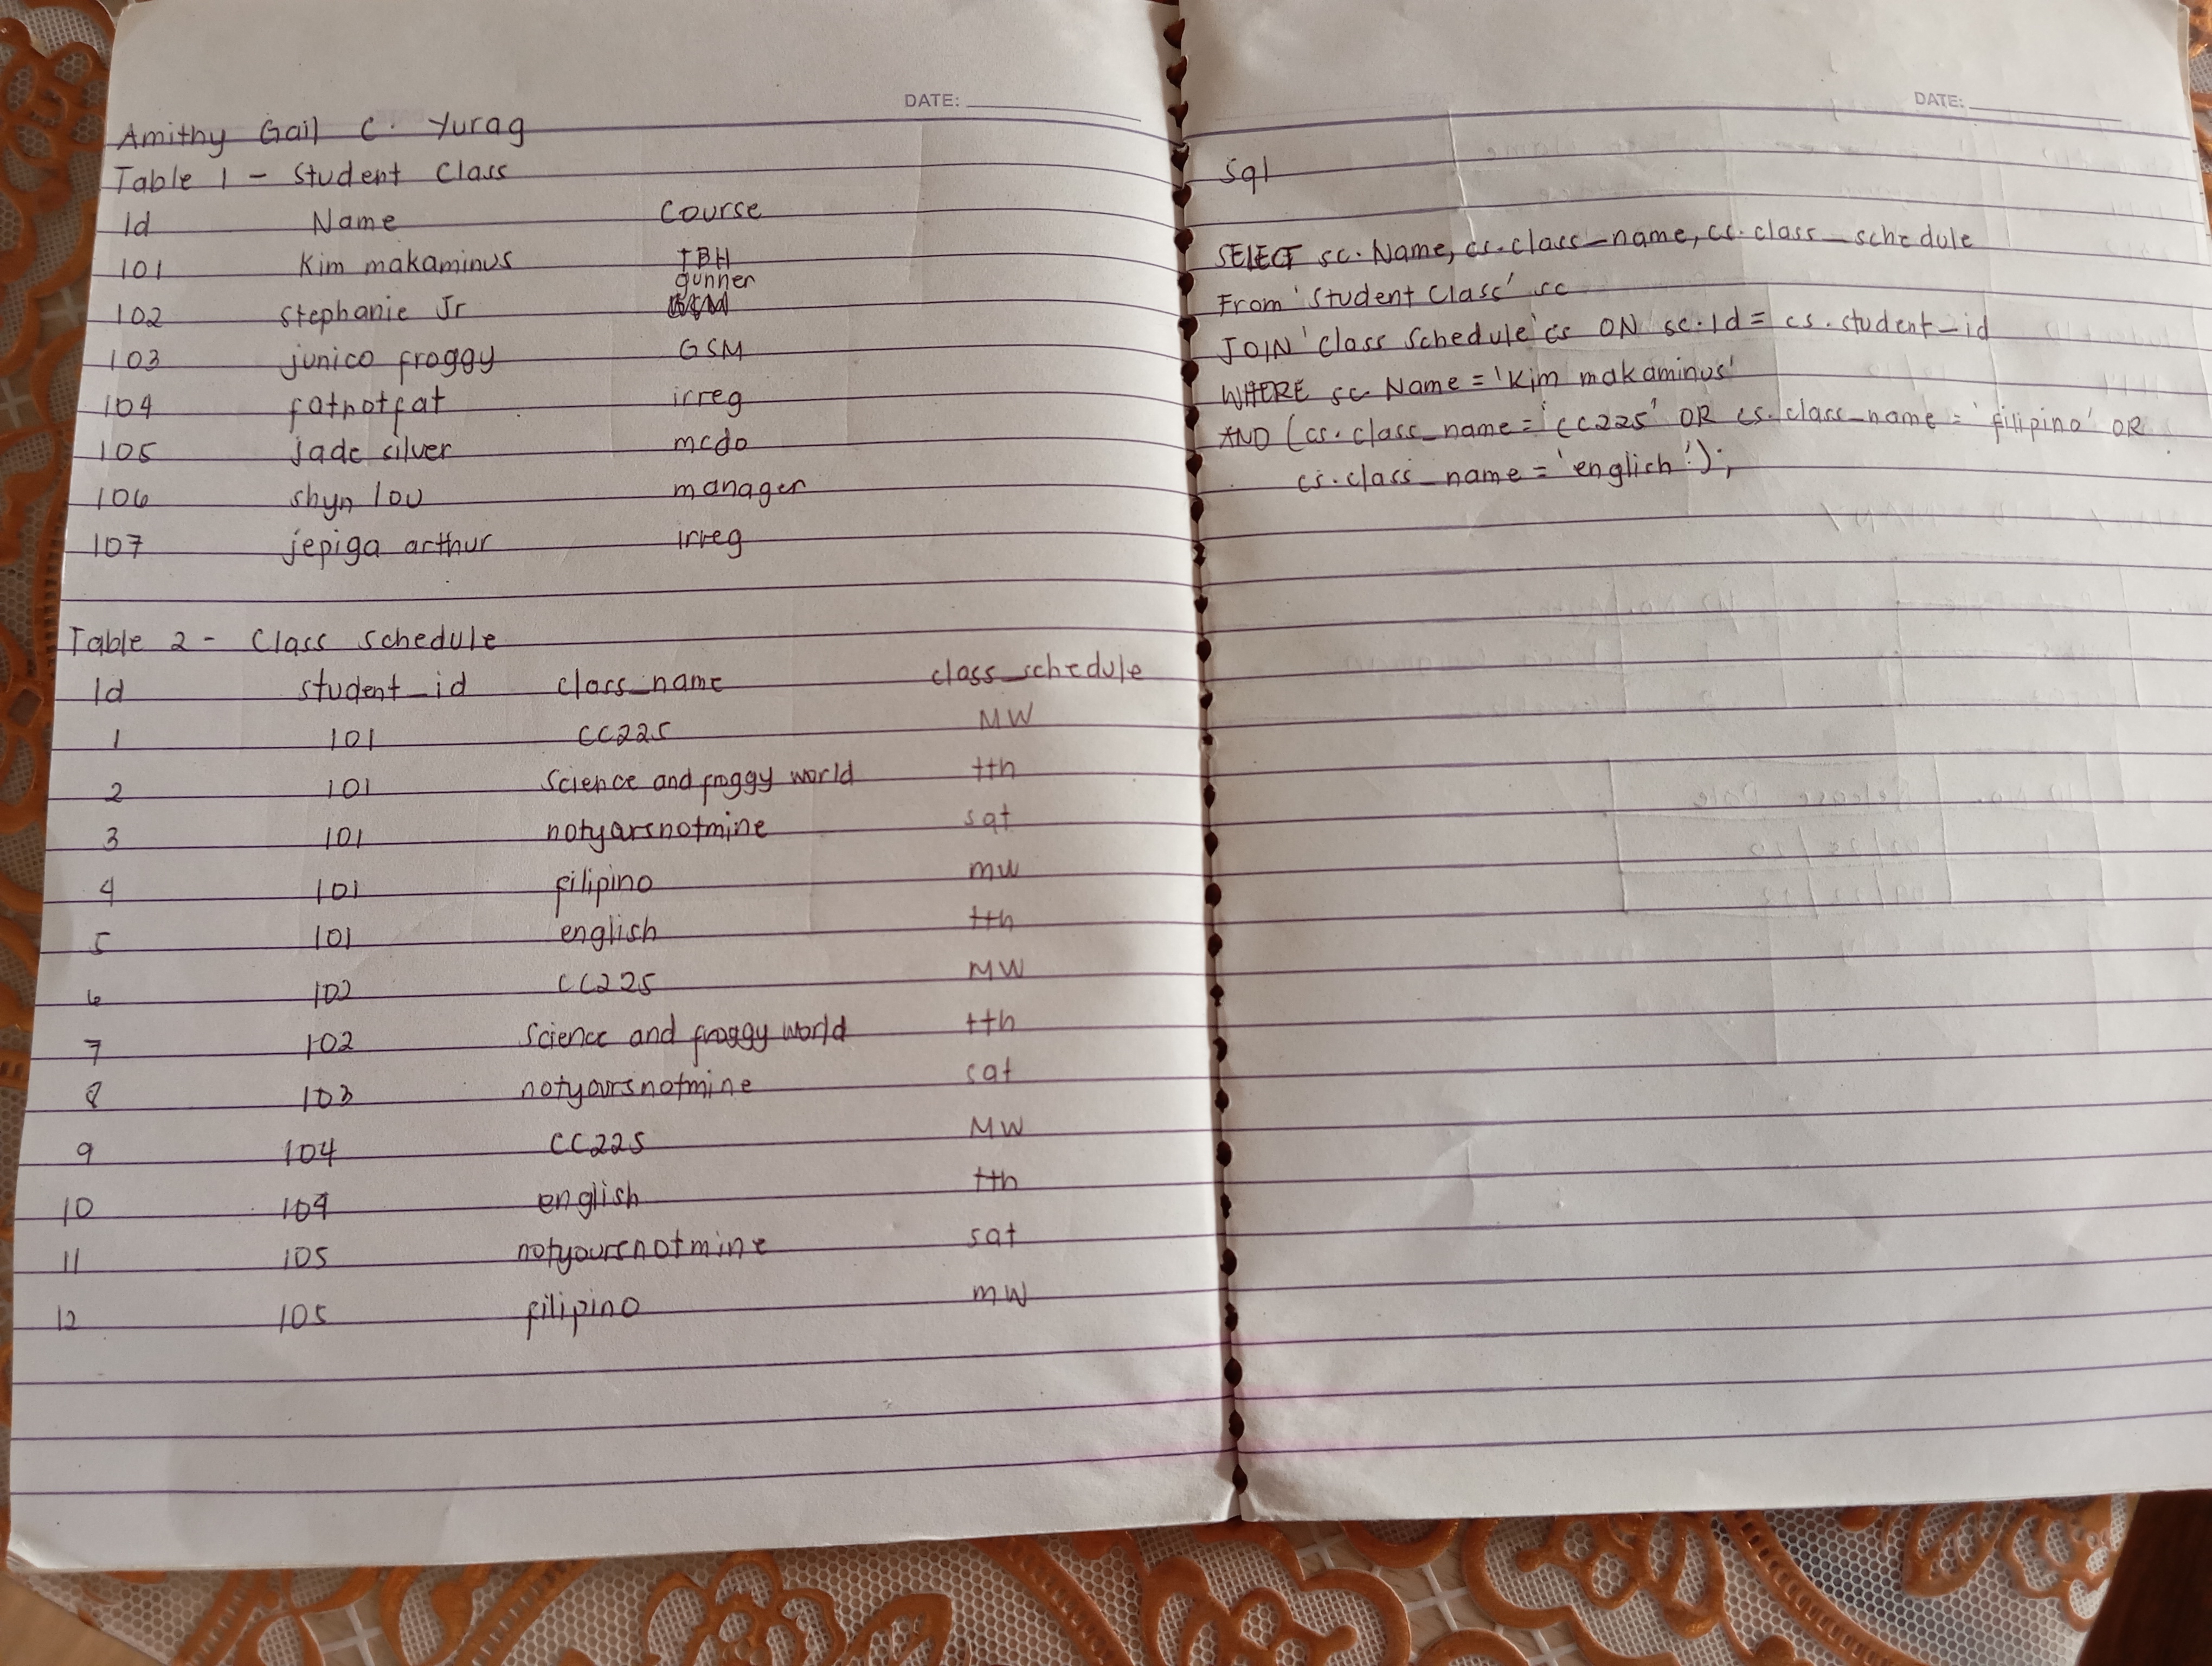 DATE:
Amithy Gail C. Yurag
Table 1 - Student Class
Id Name Course
101 Kim makaminus TBH
102 Stephanie Jr gunner
103 junico froggy GSM
104 fatnotfat irreg
105 jade silver mcdo
106 shyn lou manager
107 jepiga arthur irreg
Table 2 - Class Schedule
Id student_id class_name class_schedule
1 101 CC225 MW
2 101 Science and froggy world tth
3 101 notyoursnotmine sat
4 101 filipino mw
5 101 english tth
6 102 CC225 MW
7 102 Science and froggy world tth
8 103 notyoursnotmine sat
9 104 CC225 MW
10 104 english tth
11 105 notyoursnotmine sat
12 105 filipino mw
DATE:
Sql
SELECT sc.Name, cs.class_name, cs.class_schedule
From 'Student Class' sc
JOIN 'Class Schedule' cs ON sc.Id = cs.student_id
WHERE sc.Name = 'Kim makaminus'
AND (cs.class_name = 'CC225' OR cs.class_name = 'filipino' OR
cs.class_name = 'english');